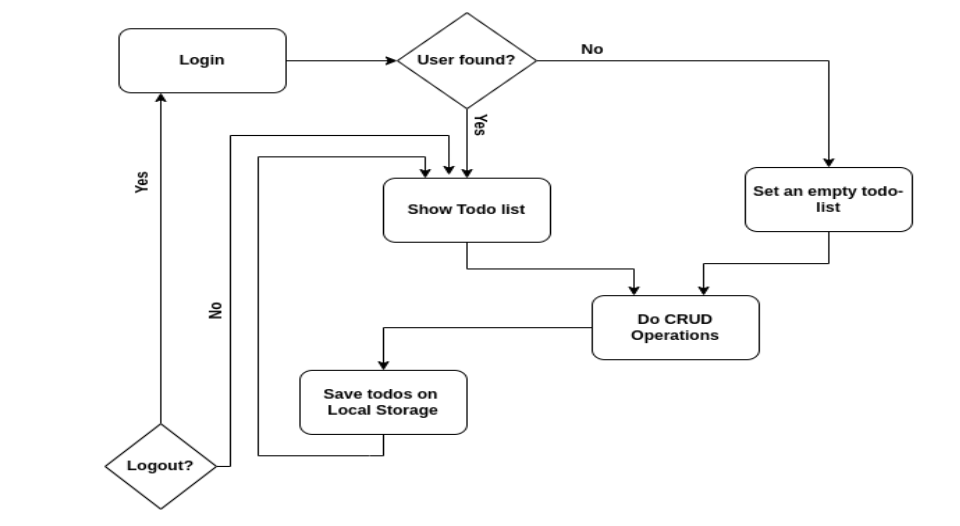 Login
User found?
No
Yes
Yes
Set an empty todo-
list
Show Todo list
No
Do CRUD
Operations
Save todos on
Local Storage
Logout?